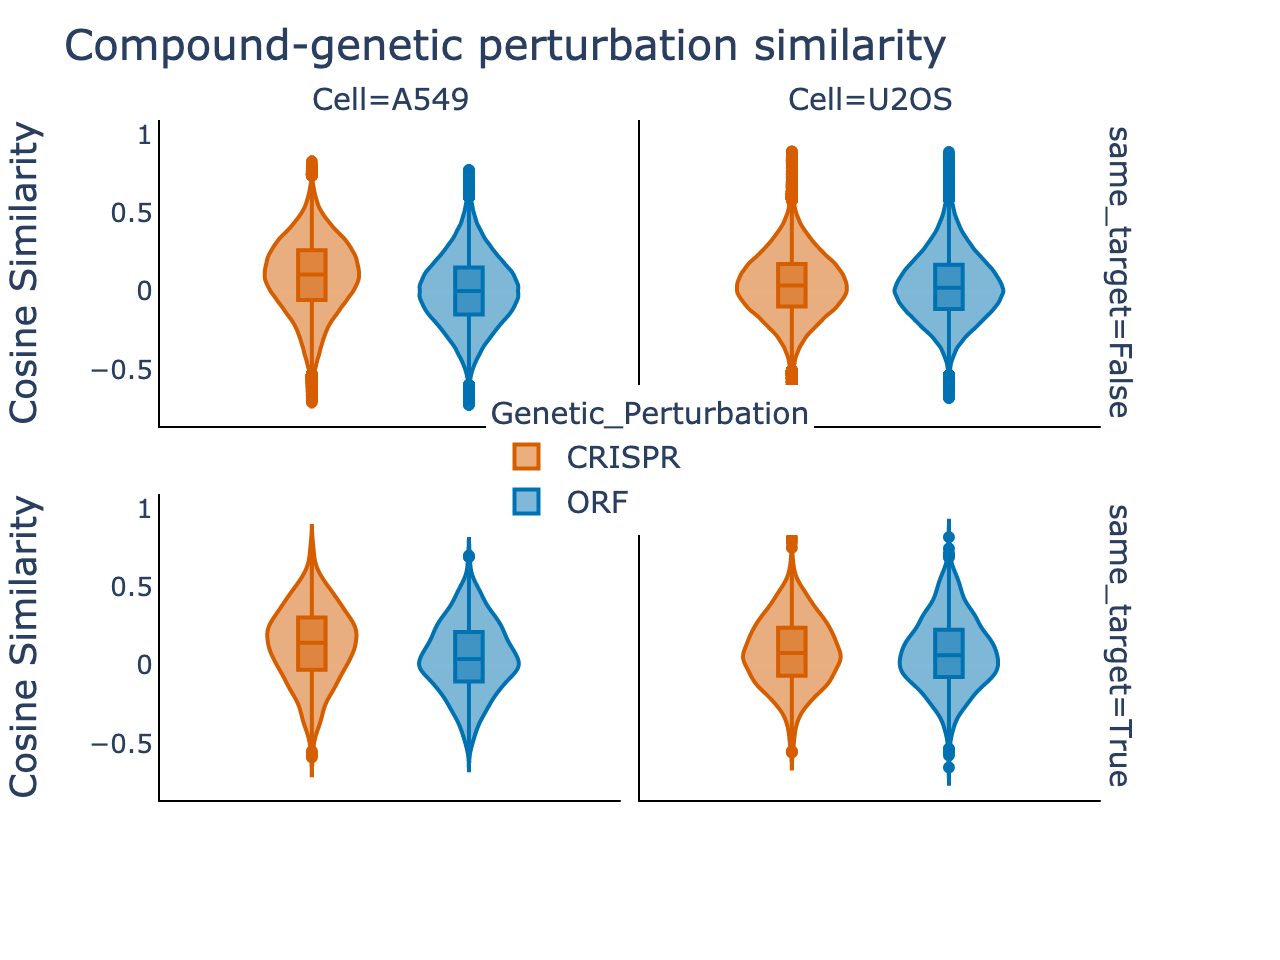 Compound-genetic perturbation similarity
Cell=A549
Cell=U2OS
Cosine Similarity
1
0.5
0
−0.5
same_target=False
Genetic_Perturbation
CRISPR
ORF
Cosine Similarity
1
0.5
0
−0.5
same_target=True